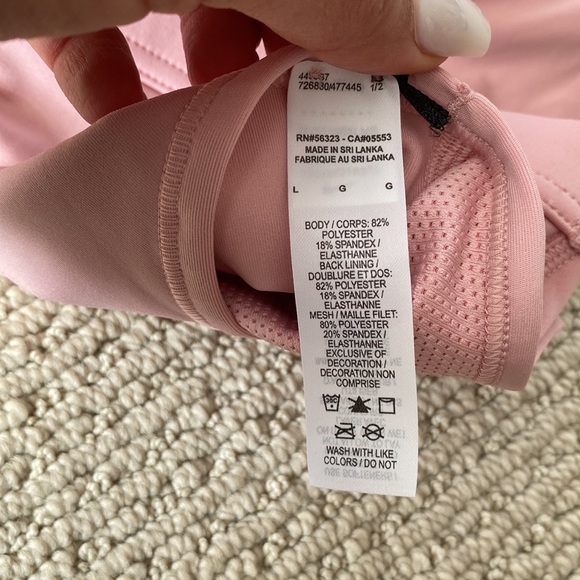 726830/477445 1/2
RN#56323 - CA#05553
MADE IN SRI LANKA
FABRIQUE AU SRI LANKA
L G G
BODY / CORPS: 82%
POLYESTER
18% SPANDEX /
ELASTHANNE
BACK LINING /
DOUBLURE ET DOS:
82% POLYESTER
18% SPANDEX /
ELASTHANNE
MESH / MAILLE FILET:
80% POLYESTER
20% SPANDEX /
ELASTHANNE
EXCLUSIVE OF
DECORATION /
DECORATION NON
COMPRISE
WASH WITH LIKE
COLORS / DO NOT